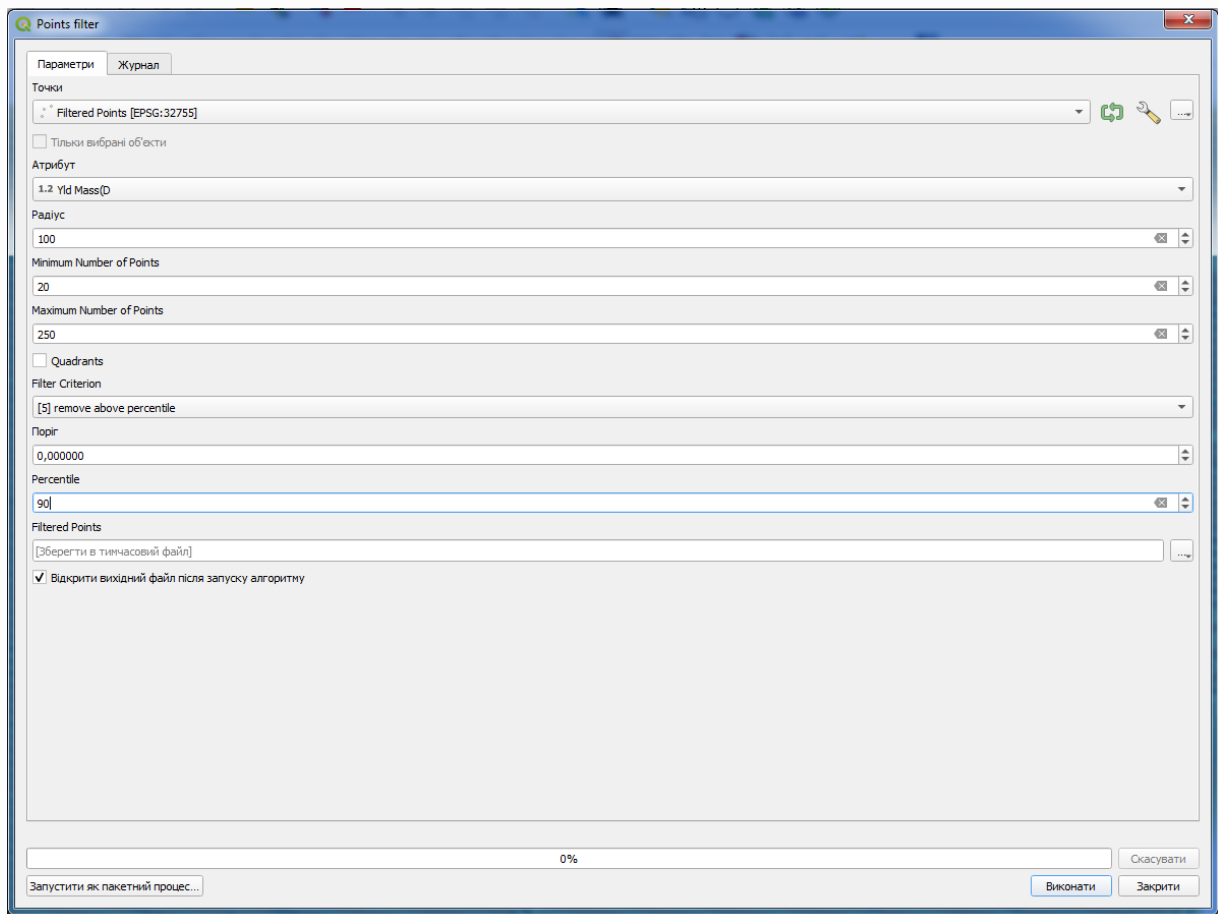 Points filter
Параметри
Журнал
Точки
Filtered Points [EPSG:32755]
...
Тільки вибрані об'єкти
Атрибут
1.2 Yld Mass(D
Радіус
100
Minimum Number of Points
20
Maximum Number of Points
250
Quadrants
Filter Criterion
[5] remove above percentile
Поріг
0,000000
Percentile
90
Filtered Points
[Зберегти в тимчасовий файл]
...
Відкрити вихідний файл після запуску алгоритму
0%
Скасувати
Запустити як пакетний процес...
Виконати
Закрити